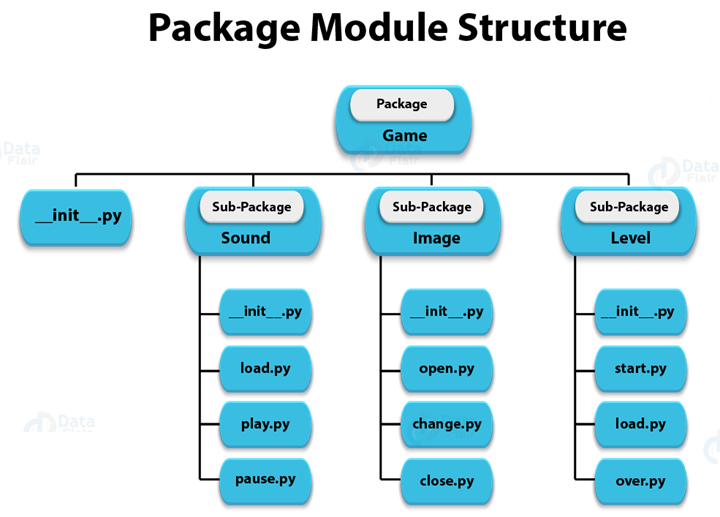 Package Module Structure
Package
Game
__init__.py
Sub-Package
Sound
Sub-Package
Image
Sub-Package
Level
__init__.py
load.py
play.py
pause.py
__init__.py
open.py
change.py
close.py
__init__.py
start.py
load.py
over.py
Data
Flair
Data
Flair
Data
Flair